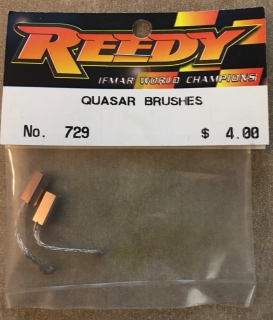 REEDY
IFMAR WORLD CHAMPIONS
QUASAR BRUSHES
No. 729 $ 4.00